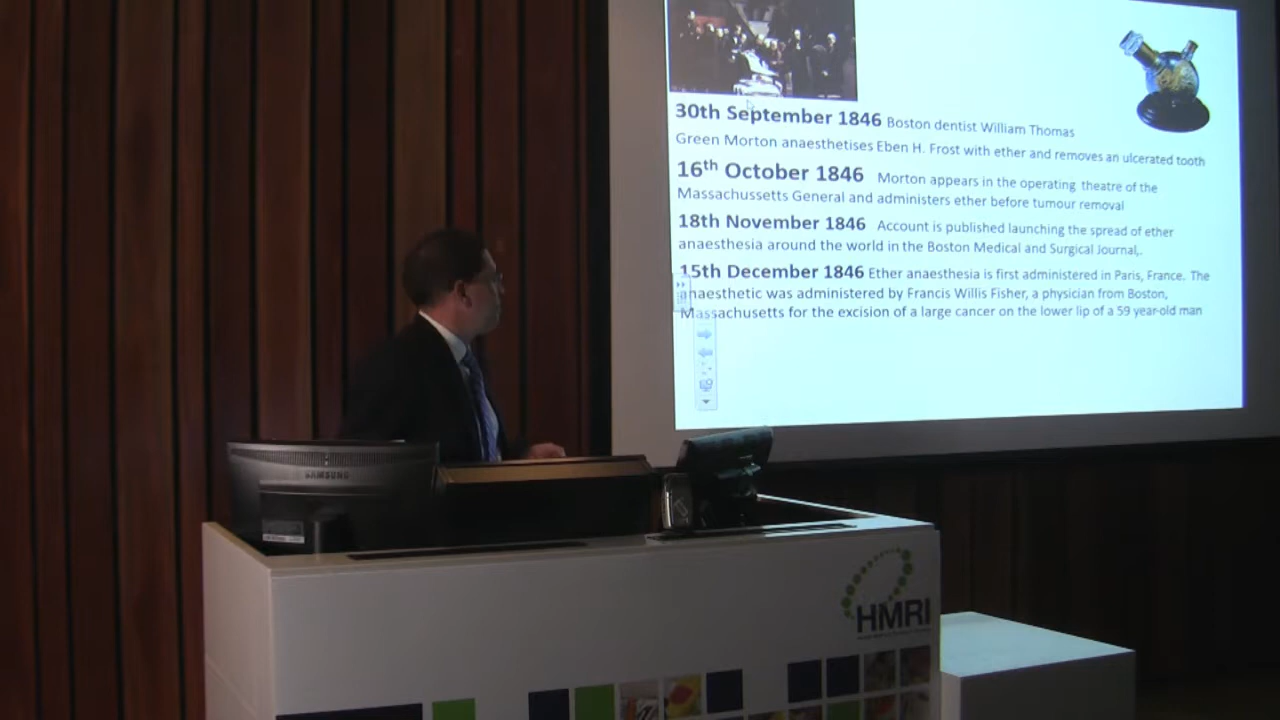 30th September 1846 Boston dentist William Thomas
Green Morton anaesthetises Eben H. Frost with ether and removes an ulcerated tooth
16th October 1846 Morton appears in the operating theatre of the
Massachussetts General and administers ether before tumour removal
18th November 1846 Account is published launching the spread of ether
anaesthesia around the world in the Boston Medical and Surgical Journal,.
15th December 1846 Ether anaesthesia is first administered in Paris, France. The
anaesthetic was administered by Francis Willis Fisher, a physician from Boston,
Massachusetts for the excision of a large cancer on the lower lip of a 59 year-old man
SAMSUNG
HMRI